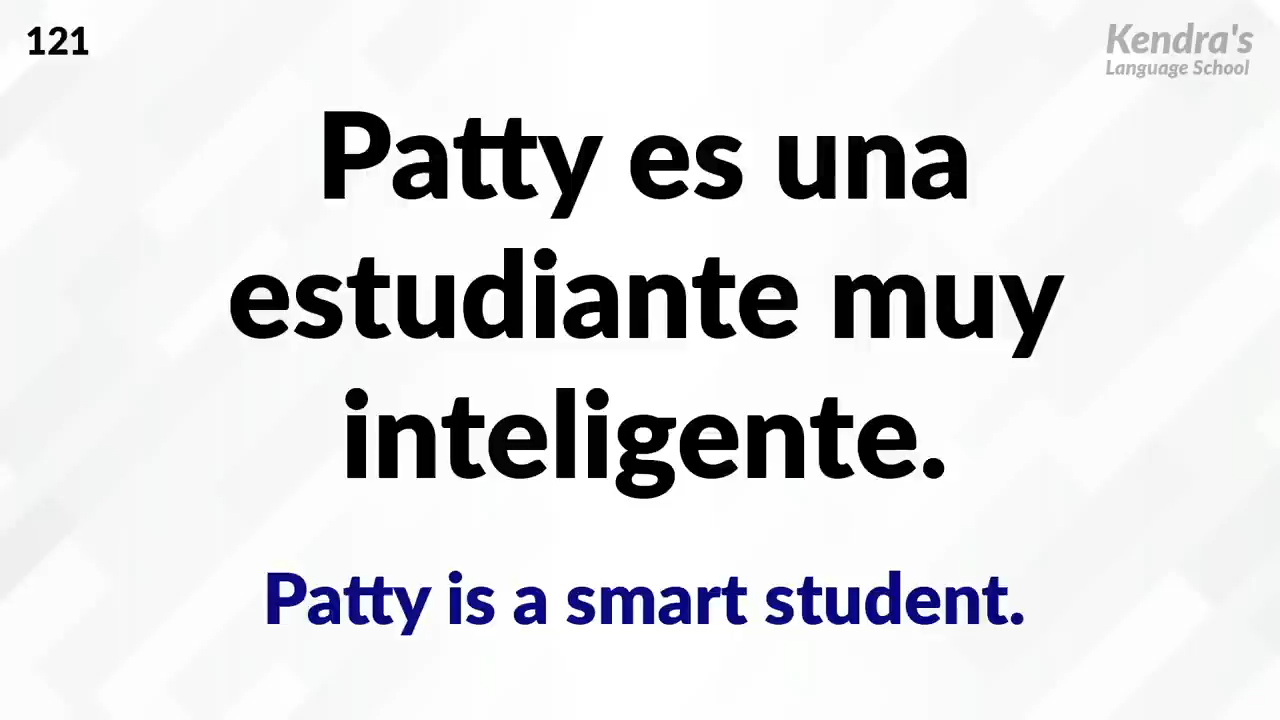 121
Kendra's
Language School
Patty es una
estudiante muy
inteligente.
Patty is a smart student.